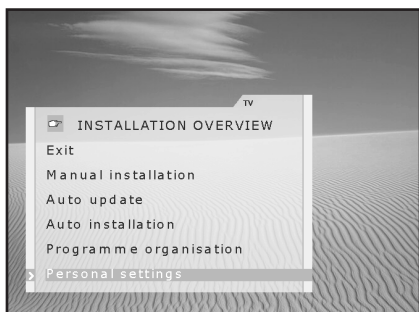 TV
INSTALLATION OVERVIEW
Exit
Manual installation
Auto update
Auto installation
Programme organisation
Personal settings